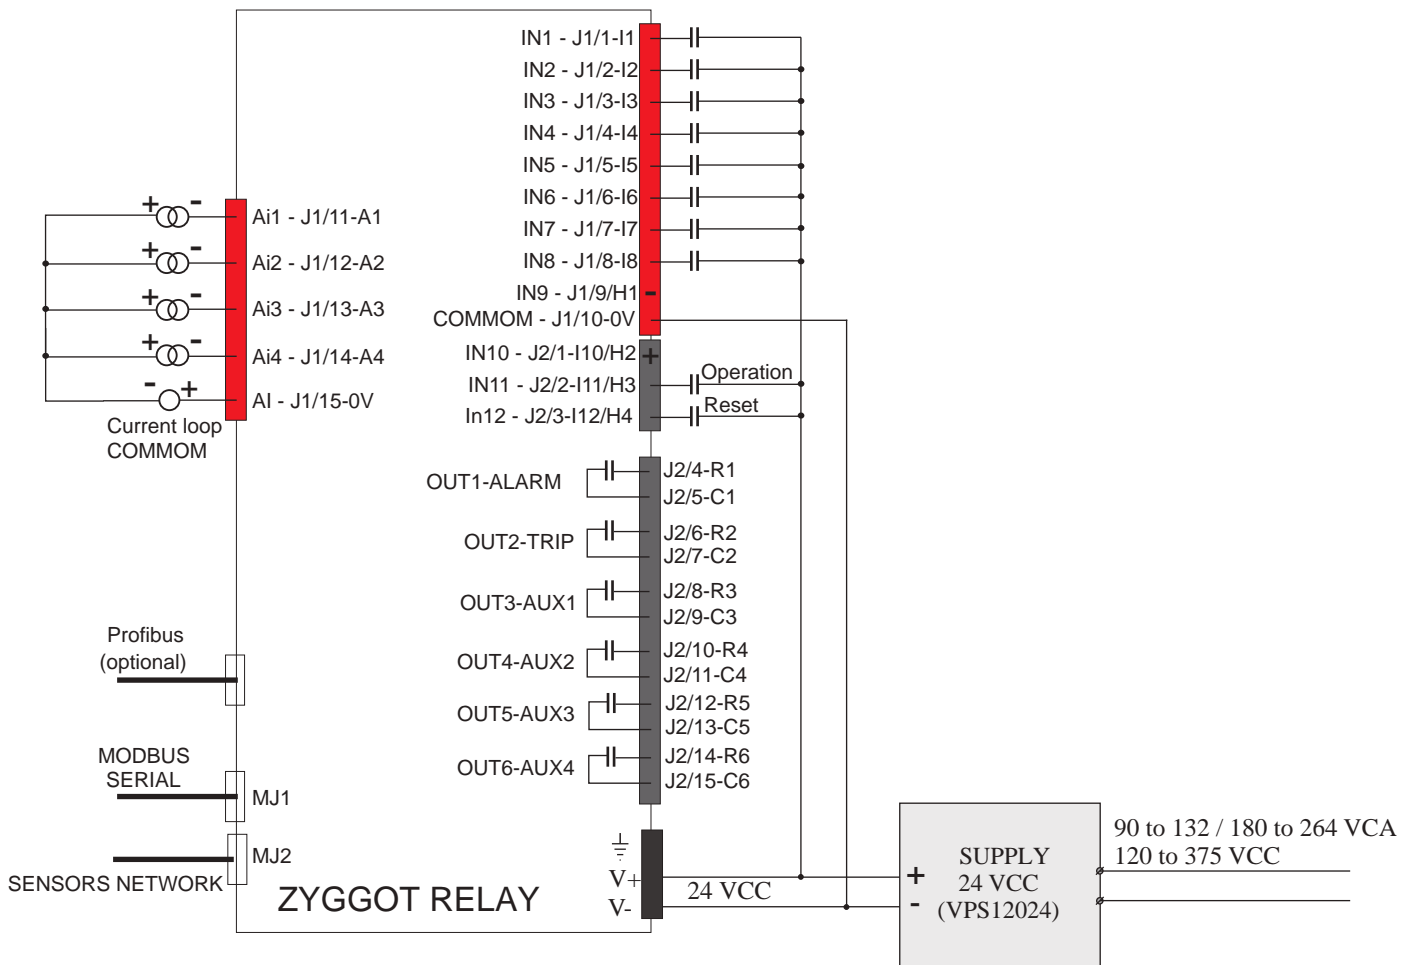 IN1 - J1/1-I1
IN2 - J1/2-I2
IN3 - J1/3-I3
IN4 - J1/4-I4
IN5 - J1/5-I5
IN6 - J1/6-I6
IN7 - J1/7-I7
IN8 - J1/8-I8
IN9 - J1/9/H1 -
COMMOM - J1/10-0V
IN10 - J2/1-I10/H2 +
IN11 - J2/2-I11/H3
Operation
In12 - J2/3-I12/H4
Reset
+ -
Ai1 - J1/11-A1
+ -
Ai2 - J1/12-A2
+ -
Ai3 - J1/13-A3
+ -
Ai4 - J1/14-A4
- +
AI - J1/15-0V
Current loop
COMMOM
OUT1-ALARM
J2/4-R1
J2/5-C1
OUT2-TRIP
J2/6-R2
J2/7-C2
OUT3-AUX1
J2/8-R3
J2/9-C3
OUT4-AUX2
J2/10-R4
J2/11-C4
OUT5-AUX3
J2/12-R5
J2/13-C5
OUT6-AUX4
J2/14-R6
J2/15-C6
Profibus
(optional)
MODBUS
SERIAL
MJ1
MJ2
SENSORS NETWORK
ZYGGOT RELAY
V+
V-
24 VCC
+
-
SUPPLY
24 VCC
(VPS12024)
90 to 132 / 180 to 264 VCA
120 to 375 VCC